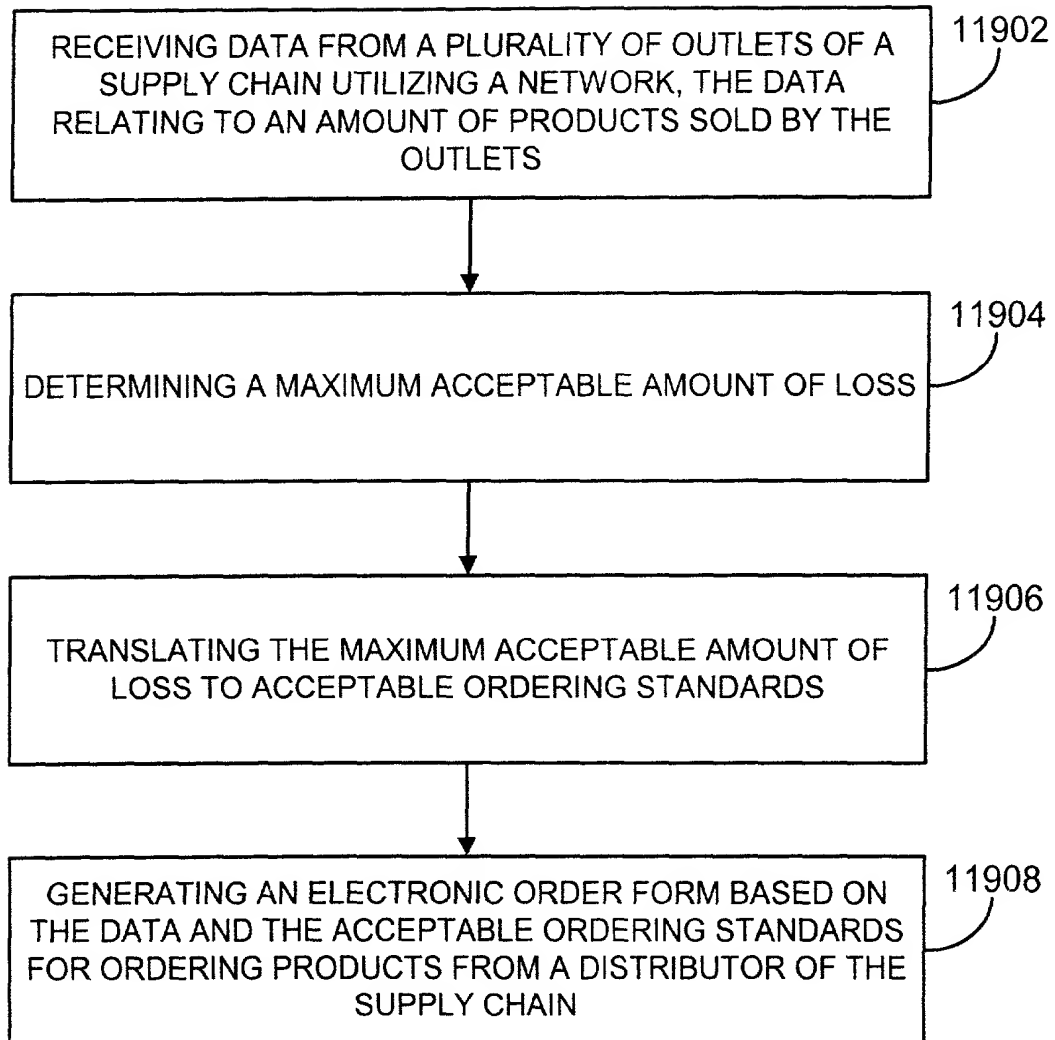 RECEIVING DATA FROM A PLURALITY OF OUTLETS OF A
SUPPLY CHAIN UTILIZING A NETWORK, THE DATA
RELATING TO AN AMOUNT OF PRODUCTS SOLD BY THE
OUTLETS
11902
DETERMINING A MAXIMUM ACCEPTABLE AMOUNT OF LOSS
11904
TRANSLATING THE MAXIMUM ACCEPTABLE AMOUNT OF
LOSS TO ACCEPTABLE ORDERING STANDARDS
11906
GENERATING AN ELECTRONIC ORDER FORM BASED ON
THE DATA AND THE ACCEPTABLE ORDERING STANDARDS
FOR ORDERING PRODUCTS FROM A DISTRIBUTOR OF THE
SUPPLY CHAIN
11908